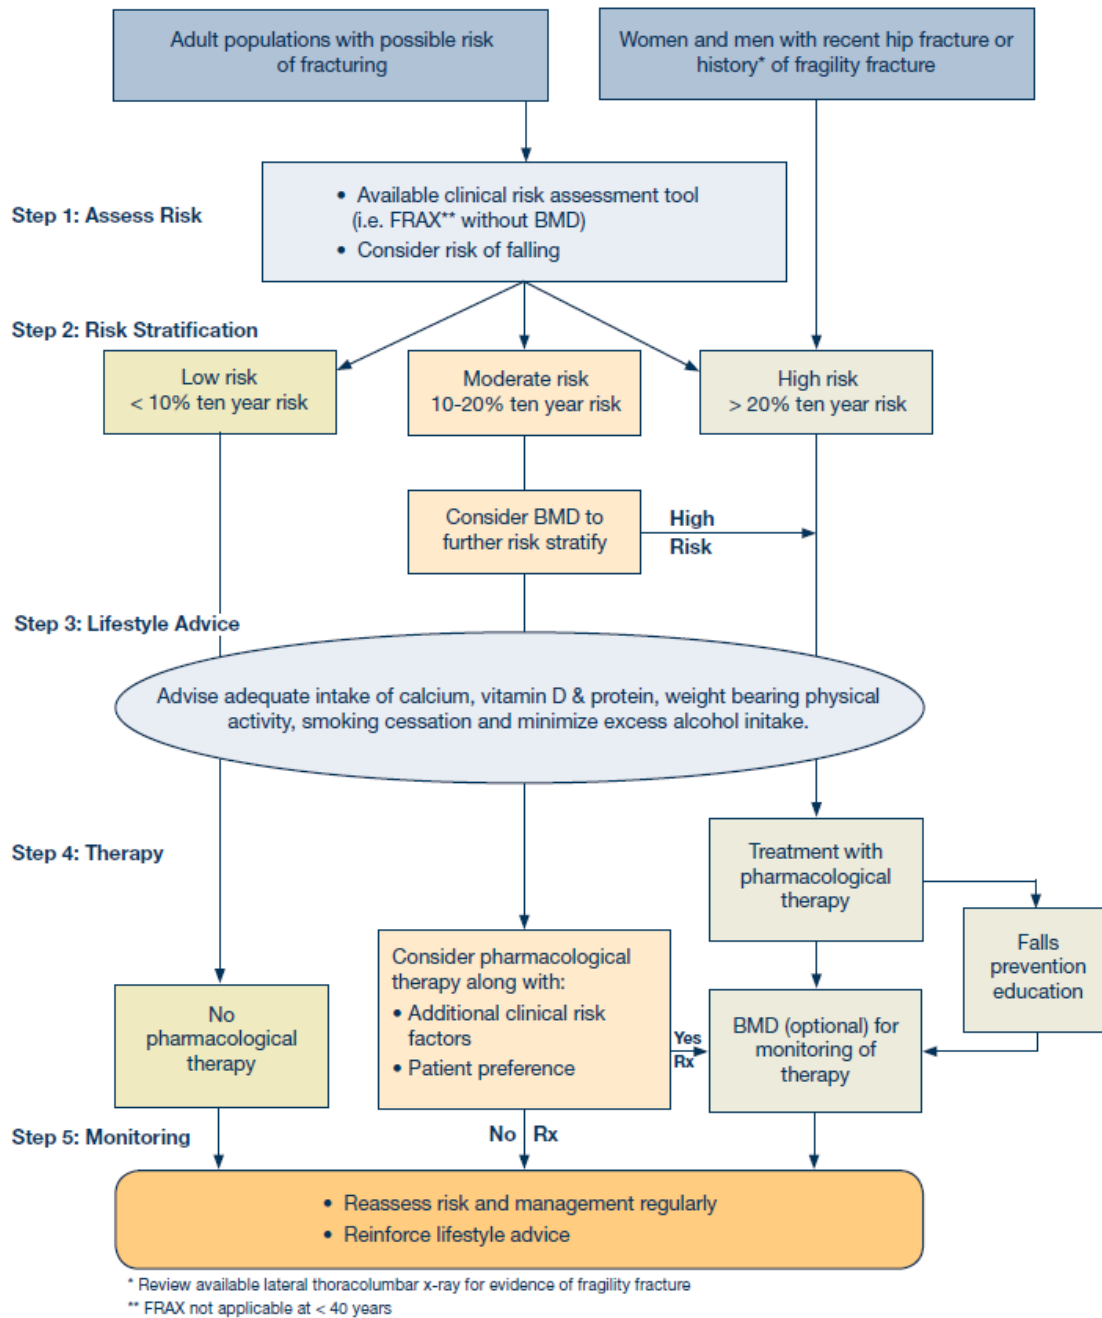 Adult populations with possible risk
of fracturing
Women and men with recent hip fracture or
history* of fragility fracture
Step 1: Assess Risk
• Available clinical risk assessment tool
(i.e. FRAX** without BMD)
• Consider risk of falling
Step 2: Risk Stratification
Low risk
< 10% ten year risk
Moderate risk
10-20% ten year risk
High risk
> 20% ten year risk
Consider BMD to
further risk stratify
High
Risk
Step 3: Lifestyle Advice
Advise adequate intake of calcium, vitamin D & protein, weight bearing physical
activity, smoking cessation and minimize excess alcohol initake.
Step 4: Therapy
Treatment with
pharmacological
therapy
Falls
prevention
education
Consider pharmacological
therapy along with:
• Additional clinical risk
factors
• Patient preference
Yes
Rx
No
pharmacological
therapy
BMD (optional) for
monitoring of
therapy
Step 5: Monitoring
No Rx
• Reassess risk and management regularly
• Reinforce lifestyle advice
* Review available lateral thoracolumbar x-ray for evidence of fragility fracture
** FRAX not applicable at < 40 years